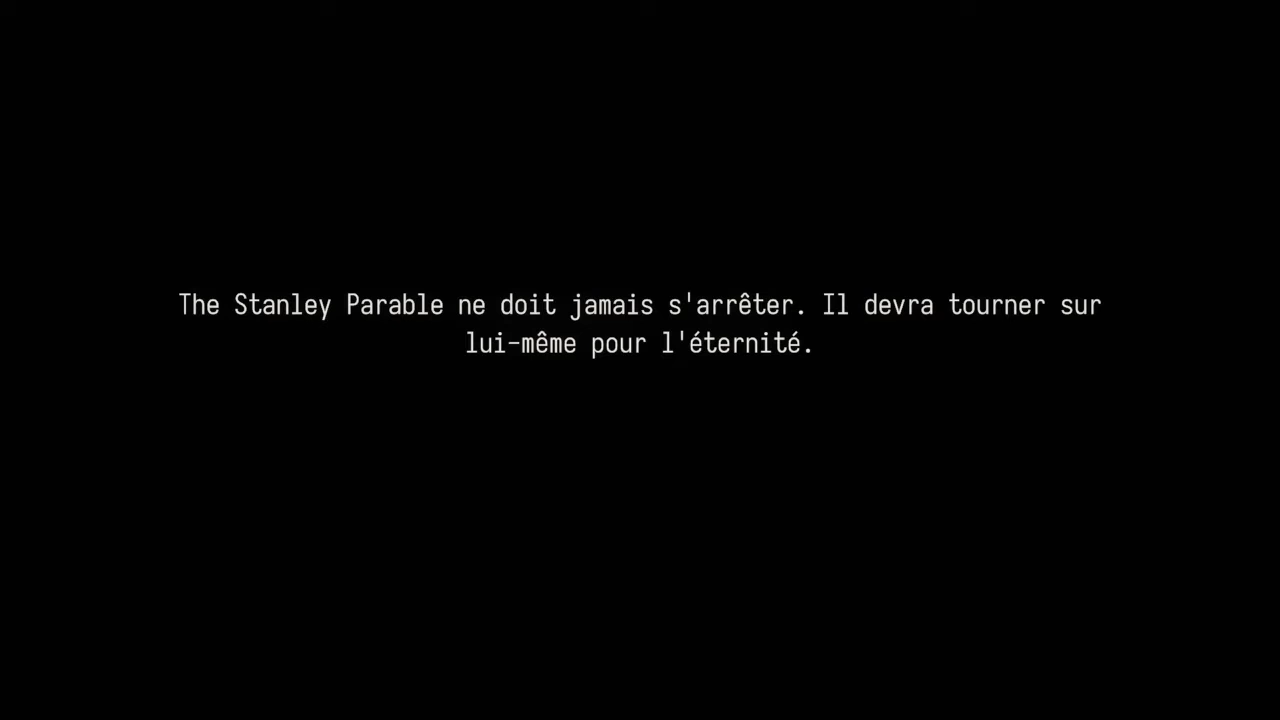 The Stanley Parable ne doit jamais s'arrêter. Il devra tourner sur
lui-même pour l'éternité.